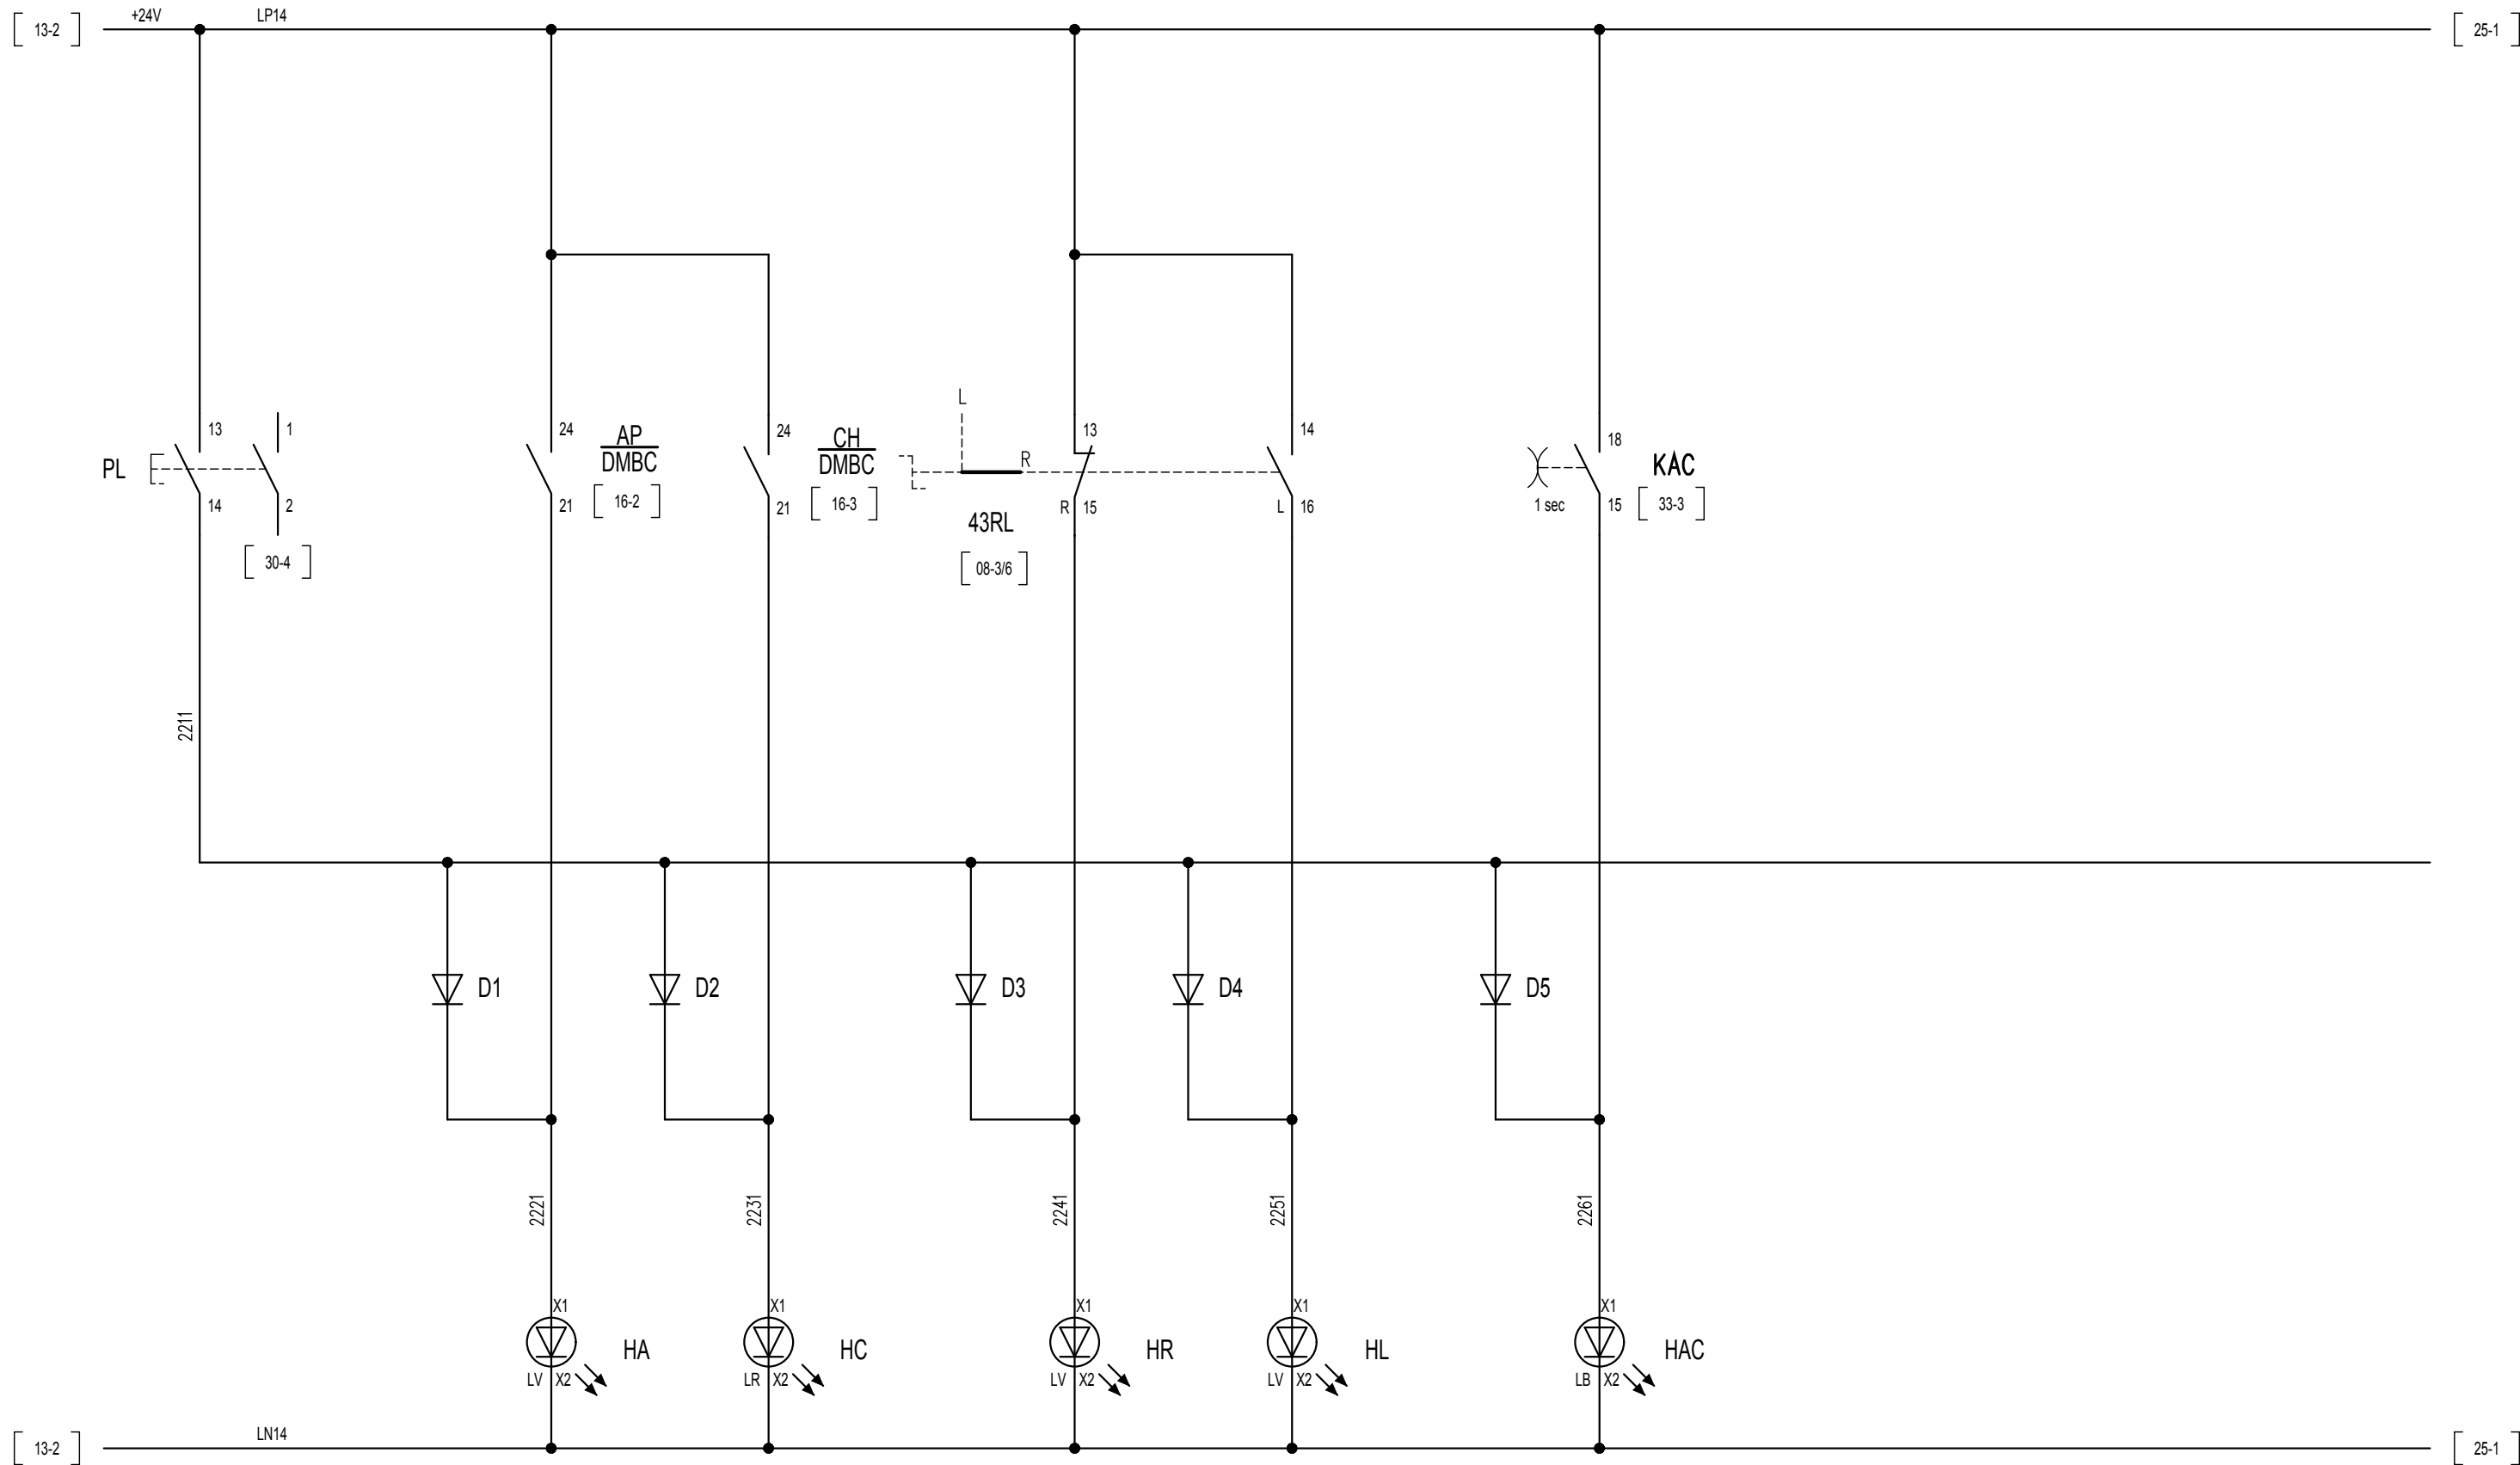 +24V
LP14
13-2
25-1
L
13
1
24
AP
DMBC
24
CH
DMBC
R
13
14
18
PL
KAC
14
2
21
16-2
21
16-3
43RL
R
15
L
16
1 sec
15
33-3
30-4
08-3/6
2211
D1
D2
D3
D4
D5
2221
2231
2241
2251
2261
X1
X1
X1
X1
X1
HA
HC
HR
HL
HAC
LV
X2
LR
X2
LV
X2
LV
X2
LB
X2
LN14
13-2
25-1